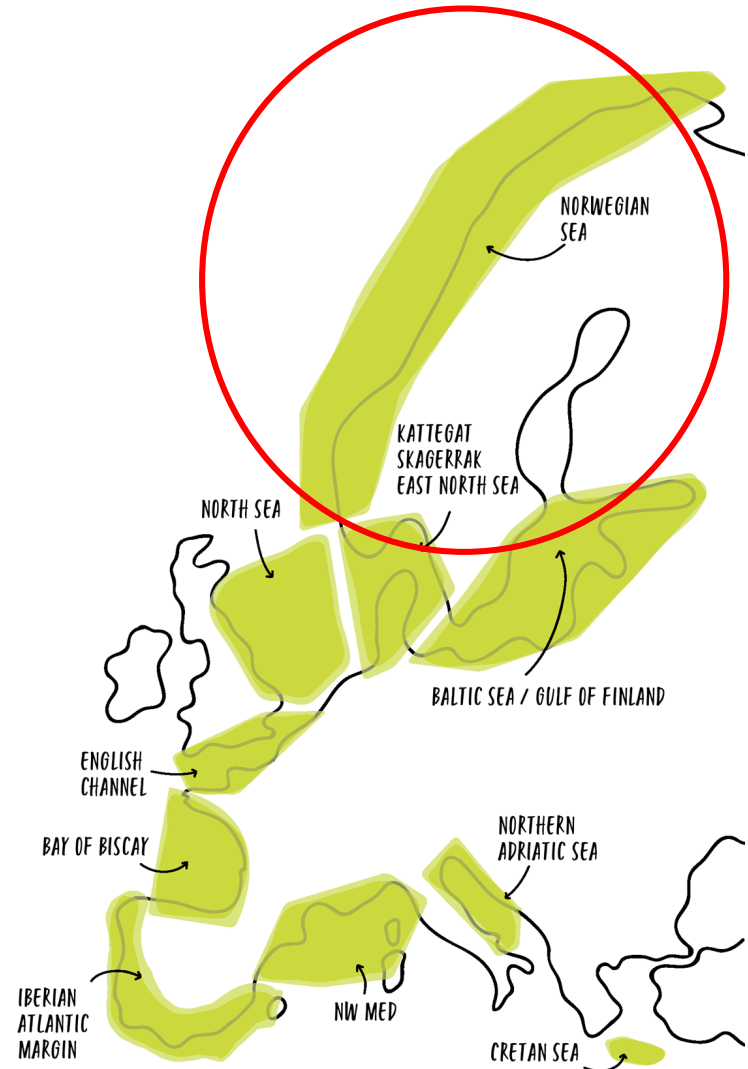 NORWEGIAN
SEA
KATTEGAT
SKAGERRAK
EAST NORTH SEA
NORTH SEA
BALTIC SEA / GULF OF FINLAND
ENGLISH
CHANNEL
NORTHERN
ADRIATIC SEA
BAY OF BISCAY
IBERIAN
ATLANTIC
MARGIN
NW MED
CRETAN SEA